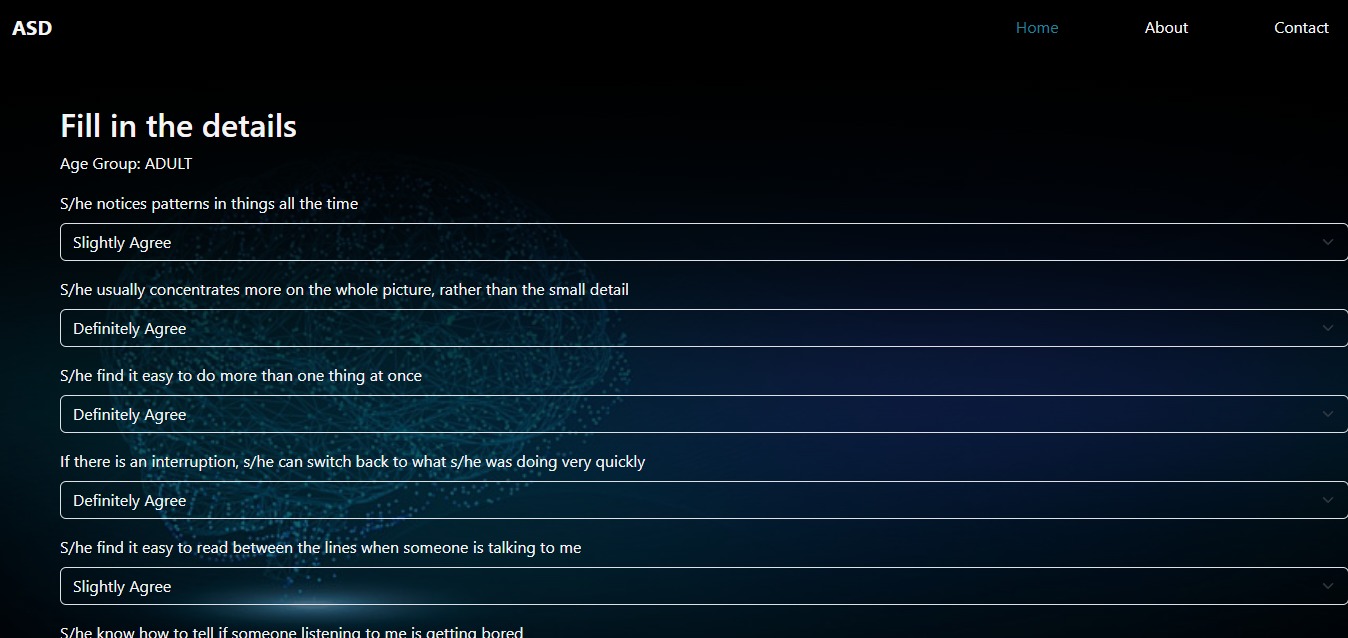 ASD
Home
About
Contact
Fill in the details
Age Group: ADULT
S/he notices patterns in things all the time
Slightly Agree
S/he usually concentrates more on the whole picture, rather than the small detail
Definitely Agree
S/he find it easy to do more than one thing at once
Definitely Agree
If there is an interruption, s/he can switch back to what s/he was doing very quickly
Definitely Agree
S/he find it easy to read between the lines when someone is talking to me
Slightly Agree
S/he know how to tell if someone listening to me is getting bored